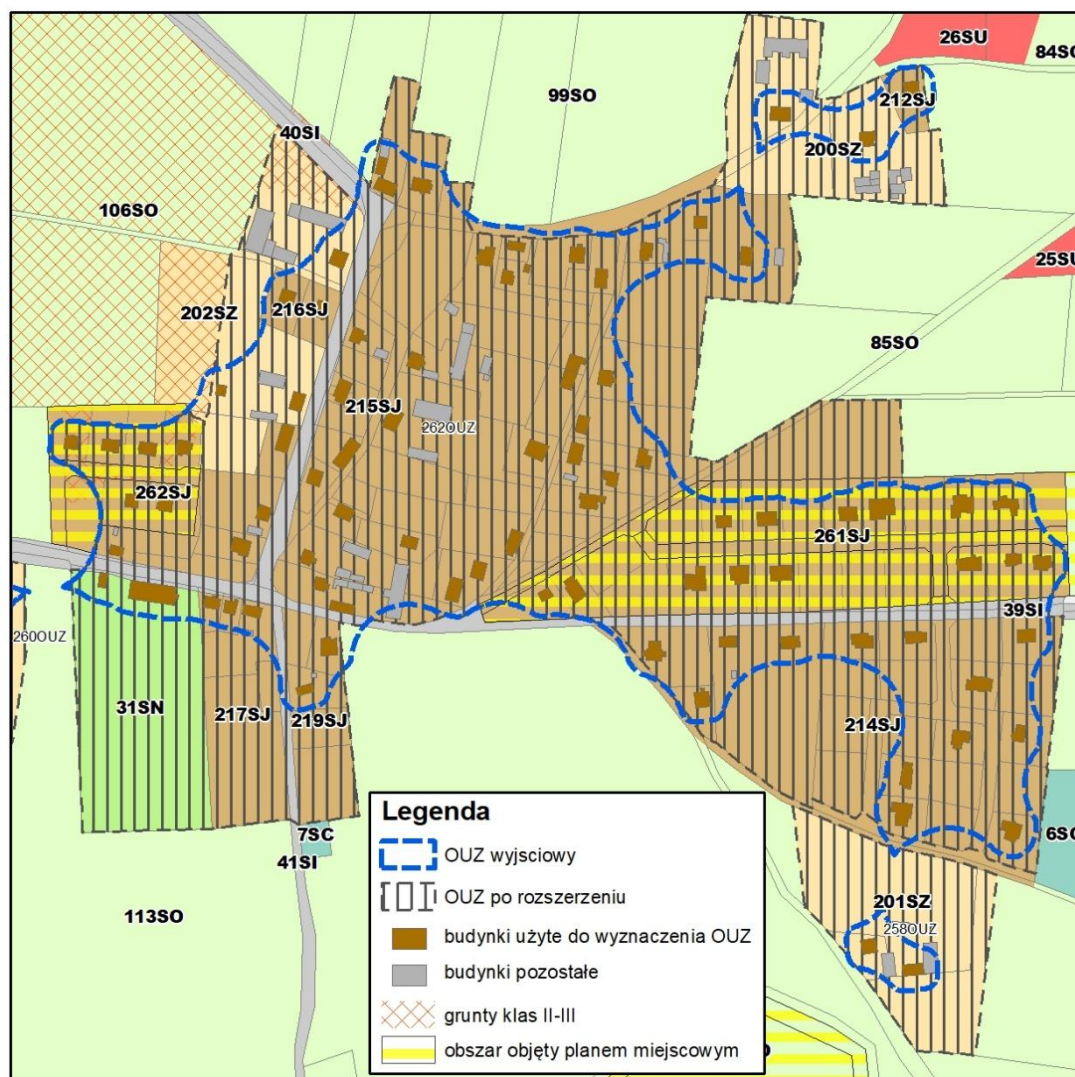 26SU
84SO
99SO
212SJ
40SI
200SZ
106SO
25SU
202SZ
216SJ
85SO
215SJ
262OUZ
262SJ
261SJ
39SI
260OUZ
31SN
217SJ
219SJ
214SJ
7SC
41SI
6SC
113SO
201SZ
258OUZ
Legenda
OUZ wyjsciowy
OUZ po rozszerzeniu
budynki użyte do wyznaczenia OUZ
budynki pozostałe
grunty klas II-III
obszar objęty planem miejscowym